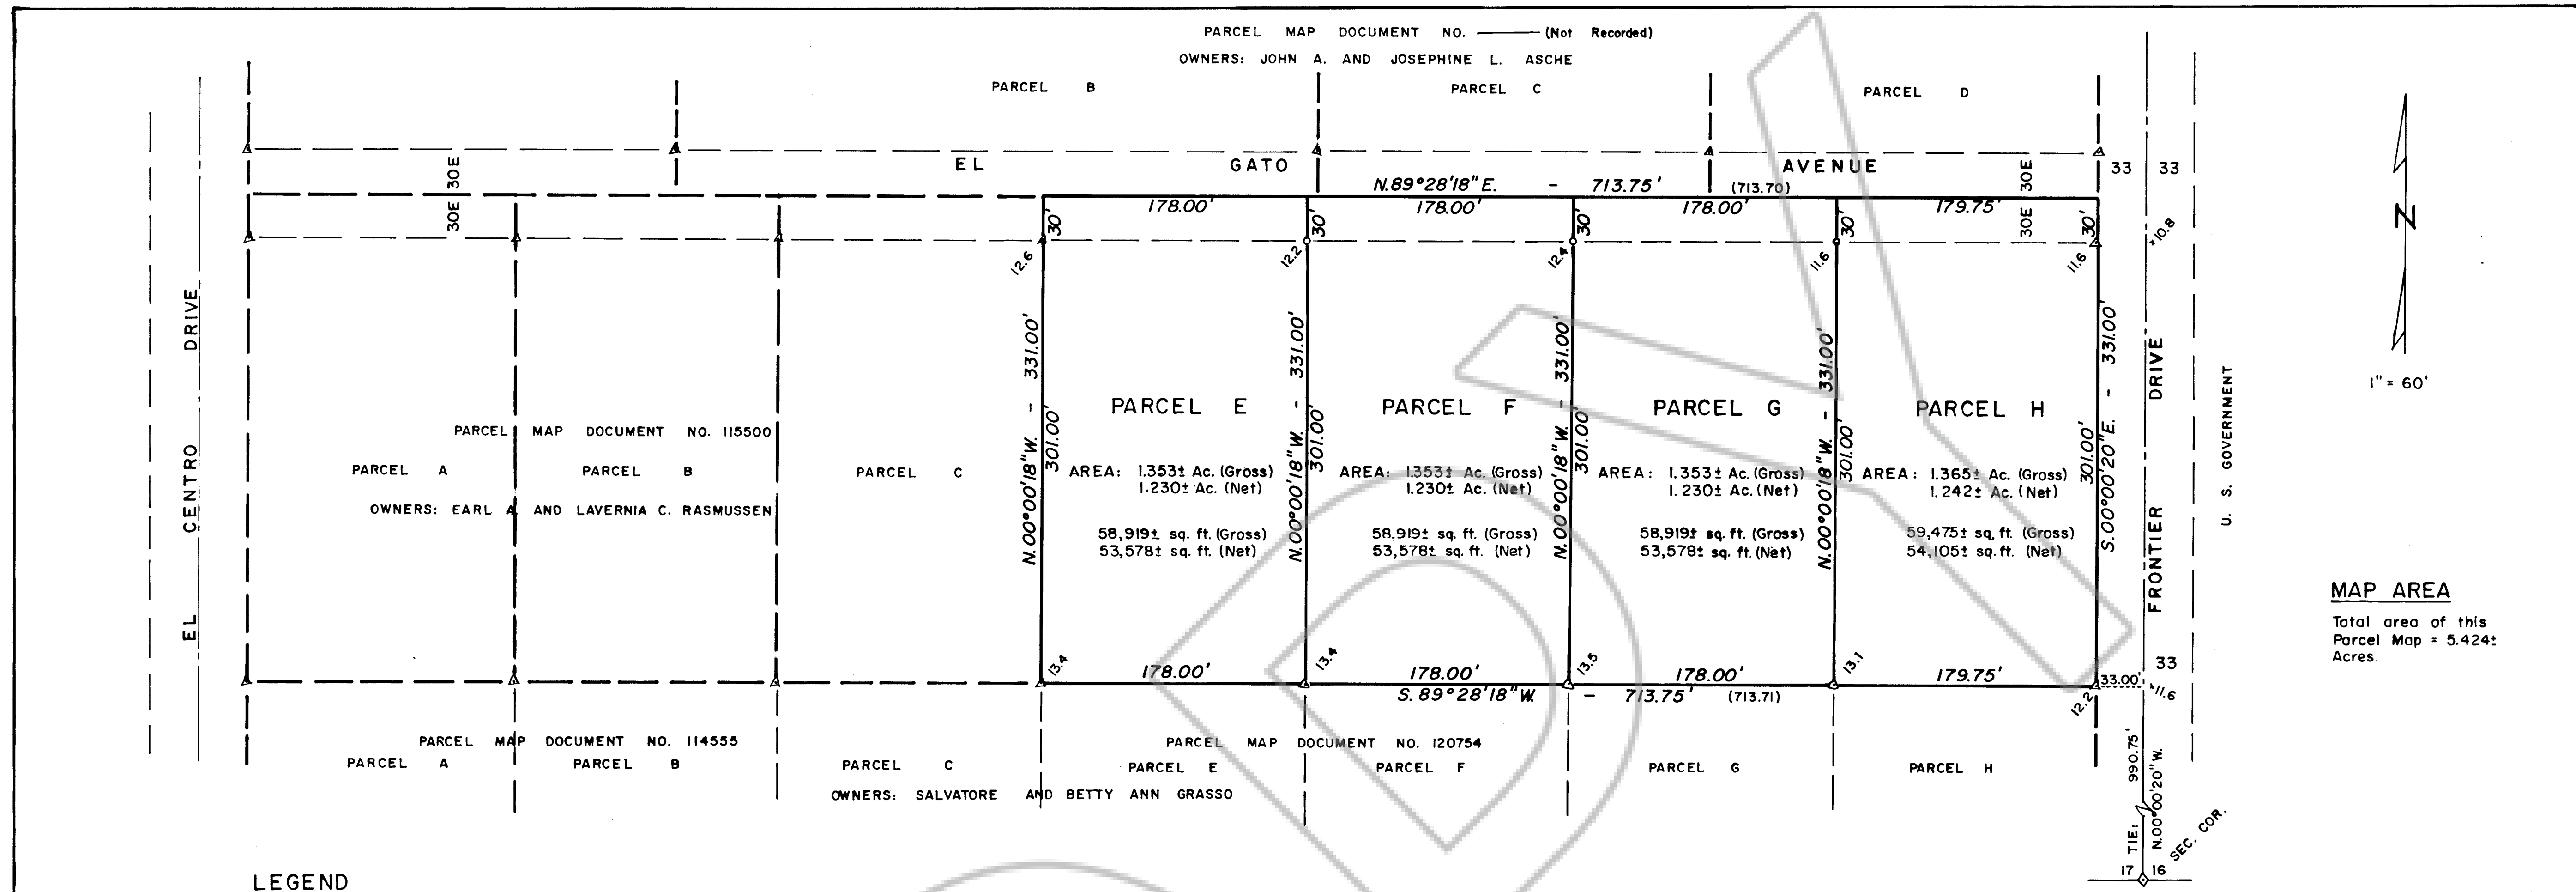 PARCEL MAP DOCUMENT NO. ——— (Not Recorded)
OWNERS: JOHN A. AND JOSEPHINE L. ASCHE
PARCEL B
PARCEL C
PARCEL D
30E 30E
EL GATO AVENUE
30E 30E
33 33
N.89°28'18"E. - 713.75' (713.70)
178.00' 178.00' 178.00' 179.75'
30' 30' 30' 30' 30'
12.6 12.2 12.4 11.6 11.6 10.8
N
1" = 60'
EL CENTRO DRIVE
FRONTIER DRIVE
U. S. GOVERNMENT
N.00°00'18"W. - 331.00'
301.00'
N.00°00'18"W. - 331.00'
301.00'
N.00°00'18"W. - 331.00'
301.00'
N.00°00'18"W. - 331.00'
301.00'
S.00°00'20"E. - 331.00'
301.00'
PARCEL MAP DOCUMENT NO. 115500
PARCEL A PARCEL B PARCEL C
OWNERS: EARL A. AND LAVERNIA C. RASMUSSEN
PARCEL E
AREA: 1.353± Ac. (Gross)
1.230± Ac. (Net)
58,919± sq. ft. (Gross)
53,578± sq. ft. (Net)
PARCEL F
AREA: 1.353± Ac. (Gross)
1.230± Ac. (Net)
58,919± sq. ft. (Gross)
53,578± sq. ft. (Net)
PARCEL G
AREA: 1.353± Ac. (Gross)
1.230± Ac. (Net)
58,919± sq. ft. (Gross)
53,578± sq. ft. (Net)
PARCEL H
AREA: 1.365± Ac. (Gross)
1.242± Ac. (Net)
59,475± sq. ft. (Gross)
54,105± sq. ft. (Net)
MAP AREA
Total area of this
Parcel Map = 5.424±
Acres.
13.4 13.4 13.5 13.1 12.2 11.6
178.00' 178.00' 178.00' 179.75' 33.00' 33
S. 89°28'18"W. - 713.75' (713.71)
PARCEL MAP DOCUMENT NO. 114555
PARCEL A PARCEL B PARCEL C
PARCEL MAP DOCUMENT NO. 120754
PARCEL E PARCEL F PARCEL G PARCEL H
OWNERS: SALVATORE AND BETTY ANN GRASSO
TIE: 990.75'
N.00°00'20"W.
SEC. COR.
17 16
LEGEND